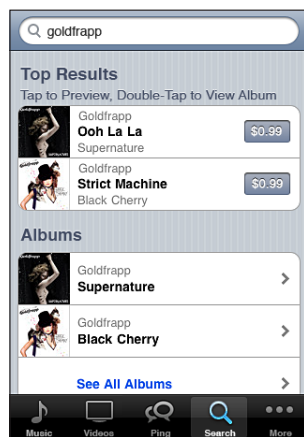 goldfrapp
Top Results
Tap to Preview, Double-Tap to View Album
Goldfrapp
Ooh La La
Supernature
$0.99
Goldfrapp
Strict Machine
Black Cherry
$0.99
Albums
Goldfrapp
Supernature
Goldfrapp
Black Cherry
See All Albums
Music Videos Ping Search More